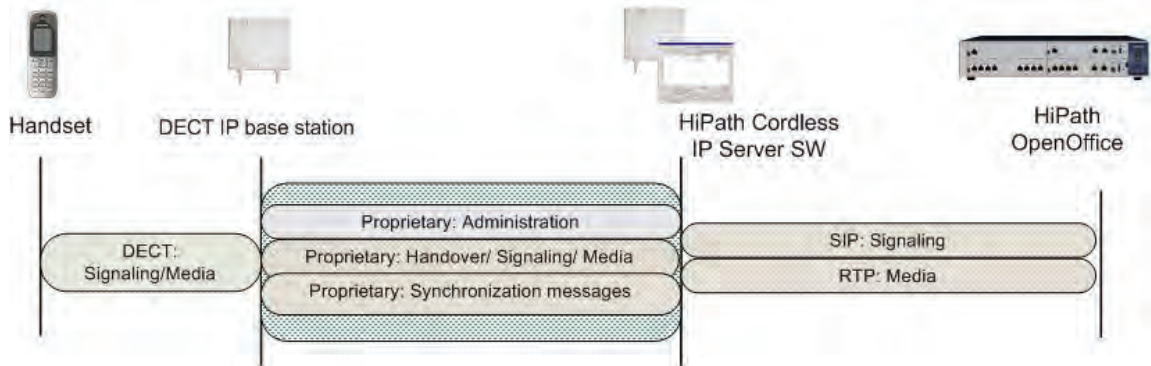 Handset
DECT IP base station
HiPath Cordless
IP Server SW
HiPath
OpenOffice
Proprietary: Administration
DECT:
Signaling/Media
Proprietary: Handover/ Signaling/ Media
Proprietary: Synchronization messages
SIP: Signaling
RTP: Media